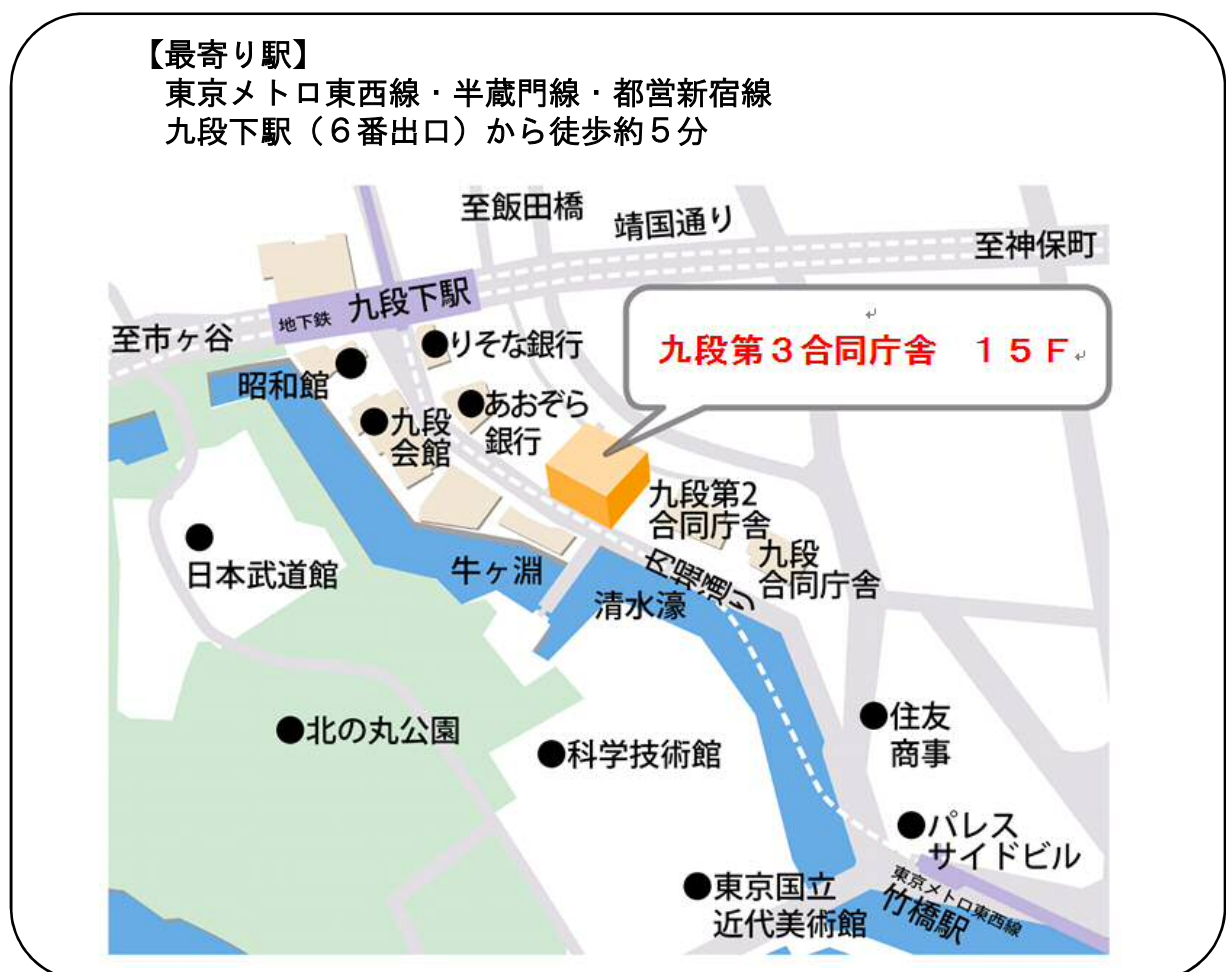 【最寄り駅】
東京メトロ東西線・半蔵門線・都営新宿線
九段下駅（６番出口）から徒歩約５分
至飯田橋
靖国通り
至神保町
地下鉄 九段下駅
至市ヶ谷
りそな銀行
九段第３合同庁舎　１５Ｆ
昭和館
あおぞら
銀行
九段
会館
九段第2
合同庁舎
九段
合同庁舎
日本武道館
牛ヶ淵
内堀通り
清水濠
北の丸公園
科学技術館
住友
商事
パレス
サイドビル
東京国立
近代美術館
東京メトロ東西線
竹橋駅